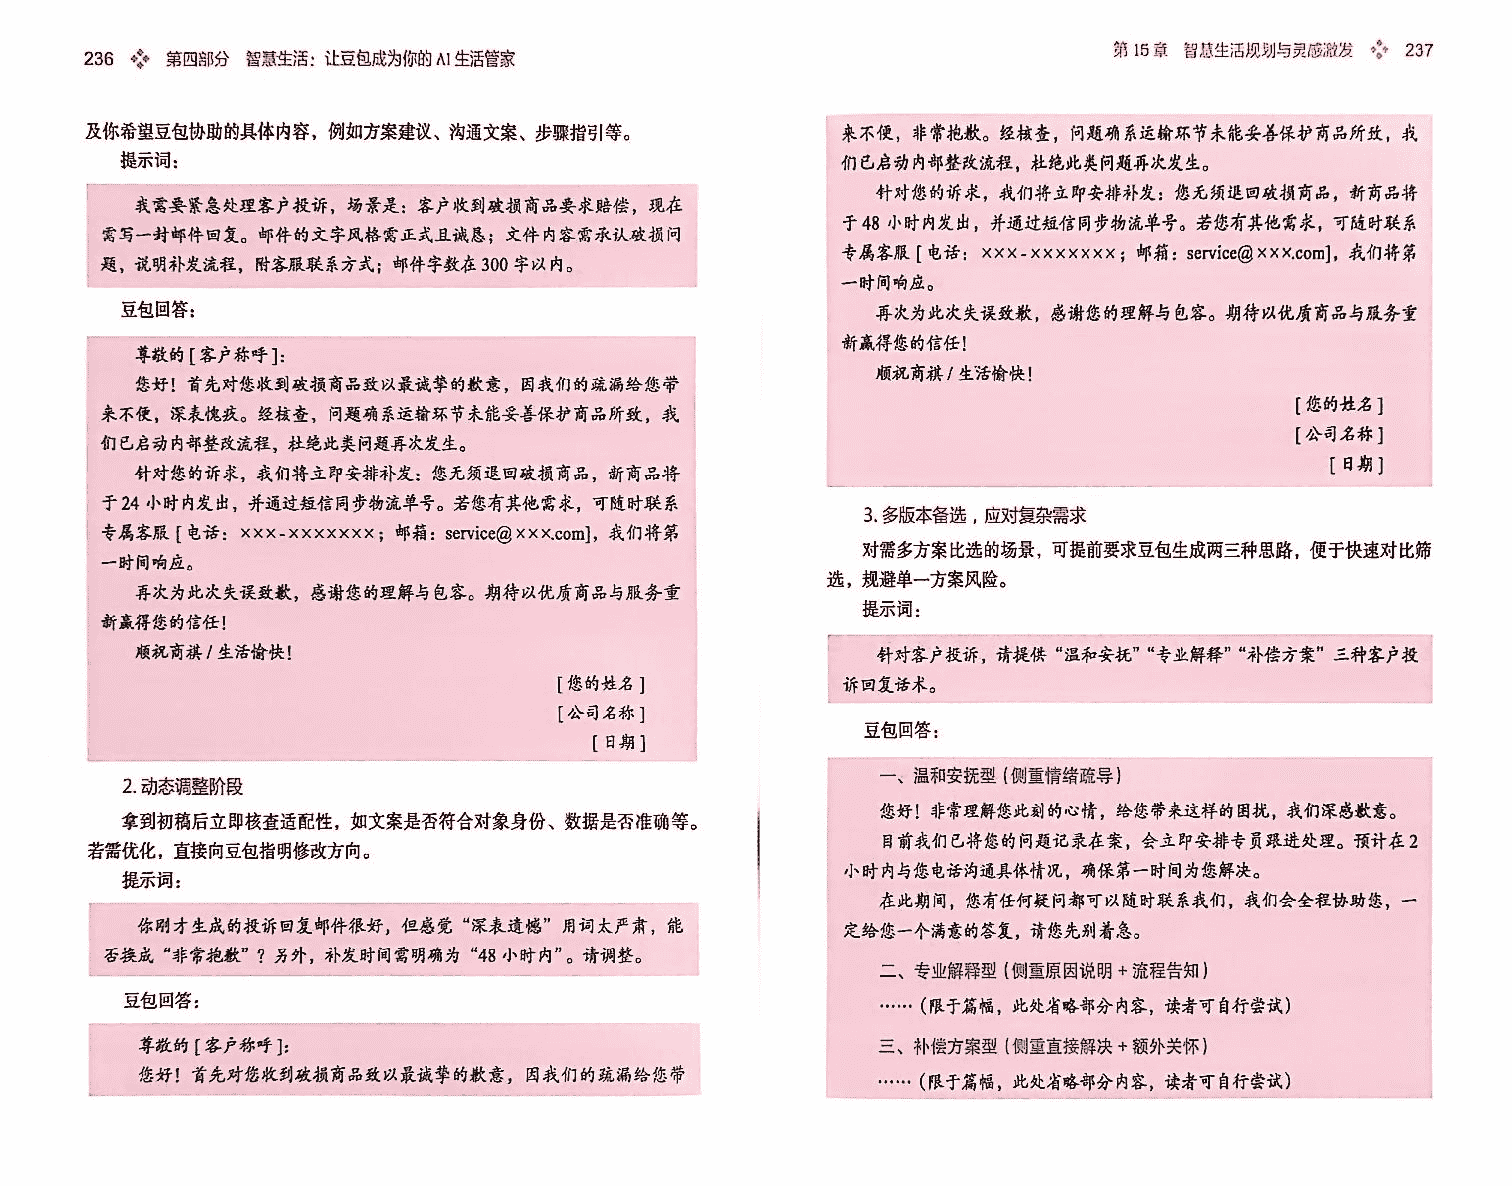 236 第四部分 智慧生活：让豆包成为你的 AI 生活管家
及你希望豆包协助的具体内容，例如方案建议、沟通文案、步骤指引等。
提示词：
我需要紧急处理客户投诉，场景是：客户收到破损商品要求赔偿，现在
需写一封邮件回复。邮件的文字风格需正式且诚恳；文件内容需承认破损问
题，说明补发流程，附客服联系方式；邮件字数在 300 字以内。
豆包回答：
尊敬的 [ 客户称呼 ]：
您好！首先对您收到破损商品致以最诚挚的歉意，因我们的疏漏给您带
来不便，深表愧疚。经核查，问题确系运输环节未能妥善保护商品所致，我
们已启动内部整改流程，杜绝此类问题再次发生。
针对您的诉求，我们将立即安排补发：您无须退回破损商品，新商品将
于 24 小时内发出，并通过短信同步物流单号。若您有其他需求，可随时联系
专属客服 [ 电话：×××-×××××××；邮箱：service@×××.com]，我们将第
一时间响应。
再次为此次失误致歉，感谢您的理解与包容。期待以优质商品与服务重
新赢得您的信任！
顺祝商祺 / 生活愉快！
[ 您的姓名 ]
[ 公司名称 ]
[ 日期 ]
2. 动态调整阶段
拿到初稿后立即核查适配性，如文案是否符合对象身份、数据是否准确等。
若需优化，直接向豆包指明修改方向。
提示词：
你刚才生成的投诉回复邮件很好，但感觉“深表遗憾”用词太严肃，能
否换成“非常抱歉”？另外，补发时间需明确为“48 小时内”。请调整。
豆包回答：
尊敬的 [ 客户称呼 ]：
您好！首先对您收到破损商品致以最诚挚的歉意，因我们的疏漏给您带
第 15 章 智慧生活规划与灵感激发 237
来不便，非常抱歉。经核查，问题确系运输环节未能妥善保护商品所致，我
们已启动内部整改流程，杜绝此类问题再次发生。
针对您的诉求，我们将立即安排补发：您无须退回破损商品，新商品将
于 48 小时内发出，并通过短信同步物流单号。若您有其他需求，可随时联系
专属客服 [ 电话：×××-×××××××；邮箱：service@×××.com]，我们将第
一时间响应。
再次为此次失误致歉，感谢您的理解与包容。期待以优质商品与服务重
新赢得您的信任！
顺祝商祺 / 生活愉快！
[ 您的姓名 ]
[ 公司名称 ]
[ 日期 ]
3. 多版本备选，应对复杂需求
对需多方案比选的场景，可提前要求豆包生成两三种思路，便于快速对比筛
选，规避单一方案风险。
提示词：
针对客户投诉，请提供“温和安抚”“专业解释”“补偿方案”三种客户投
诉回复话术。
豆包回答：
一、温和安抚型（侧重情绪疏导）
您好！非常理解您此刻的心情，给您带来这样的困扰，我们深感歉意。
目前我们已将您的问题记录在案，会立即安排专员跟进处理。预计在 2
小时内与您电话沟通具体情况，确保第一时间为您解决。
在此期间，您有任何疑问都可以随时联系我们，我们会全程协助您，一
定给您一个满意的答复，请您先别着急。
二、专业解释型（侧重原因说明 + 流程告知）
……（限于篇幅，此处省略部分内容，读者可自行尝试）
三、补偿方案型（侧重直接解决 + 额外关怀）
……（限于篇幅，此处省略部分内容，读者可自行尝试）